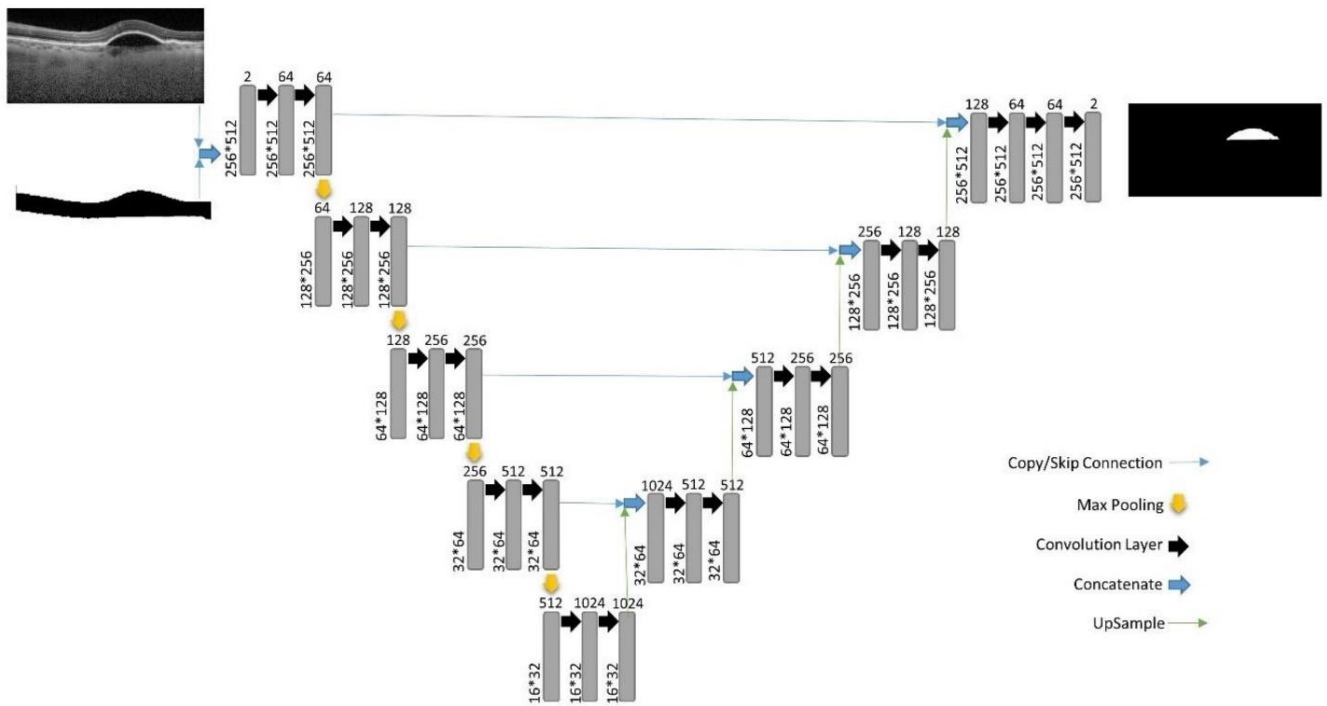 2 64 64
256*512 256*512 256*512
128 64 64 2
256*512 256*512 256*512 256*512
64 128 128
128*256 128*256 128*256
256 128 128
128*256 128*256 128*256
128 256 256
64*128 64*128 64*128
512 256 256
64*128 64*128 64*128
256 512 512
32*64 32*64 32*64
1024 512 512
32*64 32*64 32*64
512 1024 1024
16*32 16*32 16*32
Copy/Skip Connection
Max Pooling
Convolution Layer
Concatenate
UpSample